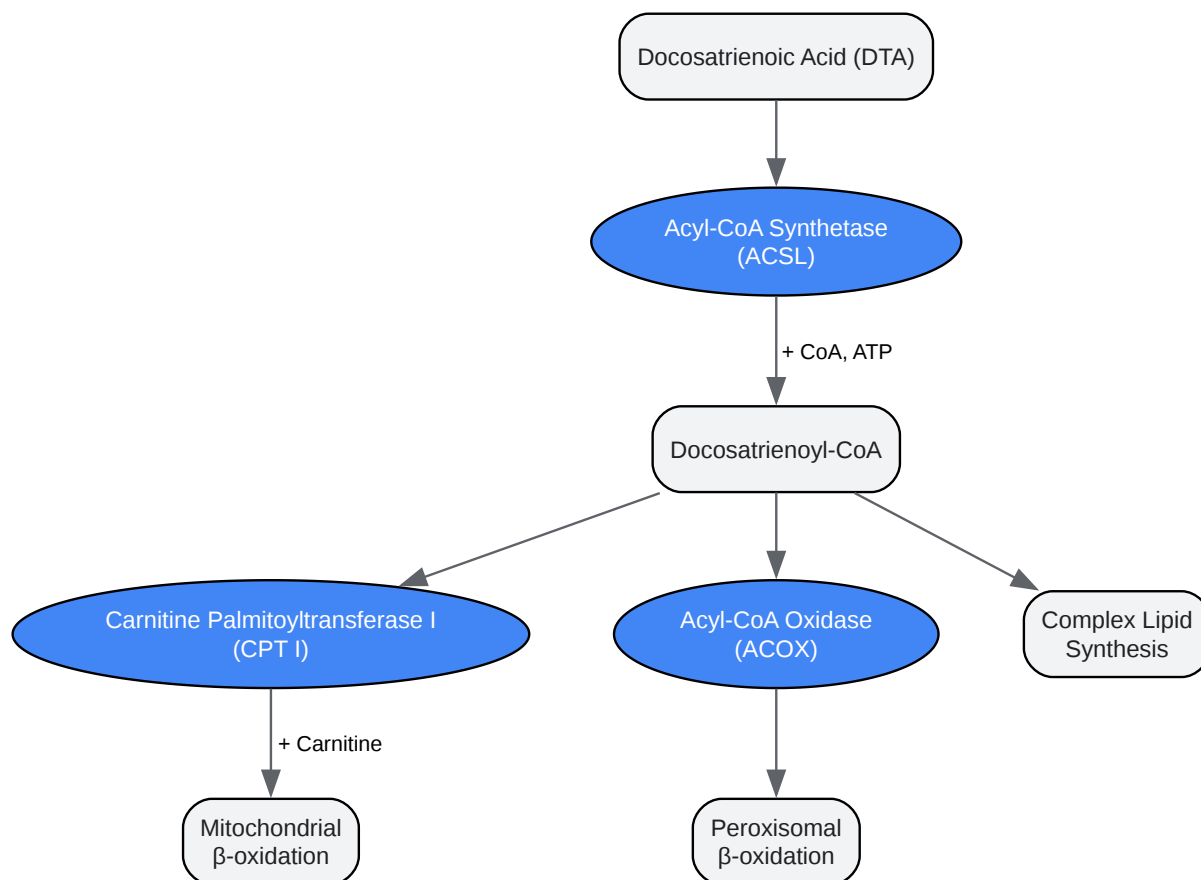 Docosatrienoic Acid (DTA)
Acyl-CoA Synthetase
(ACSL)
+ CoA, ATP
Docosatrienoyl-CoA
Carnitine Palmitoyltransferase I
(CPT I)
Acyl-CoA Oxidase
(ACOX)
Complex Lipid
Synthesis
+ Carnitine
Mitochondrial
β-oxidation
Peroxisomal
β-oxidation